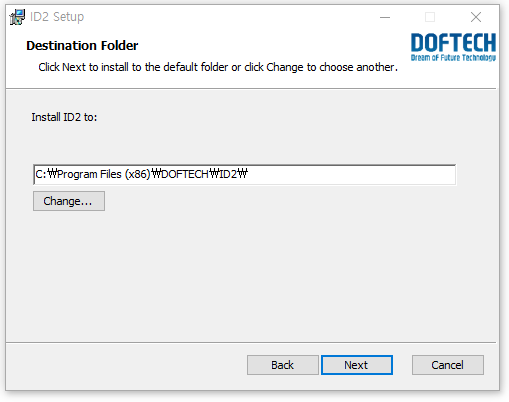 ID2 Setup
Destination Folder
Click Next to install to the default folder or click Change to choose another.
DOFTECH
Dream of Future Technology
Install ID2 to:
C:₩Program Files (x86)₩DOFTECH₩ID2₩
Change...
Back
Next
Cancel